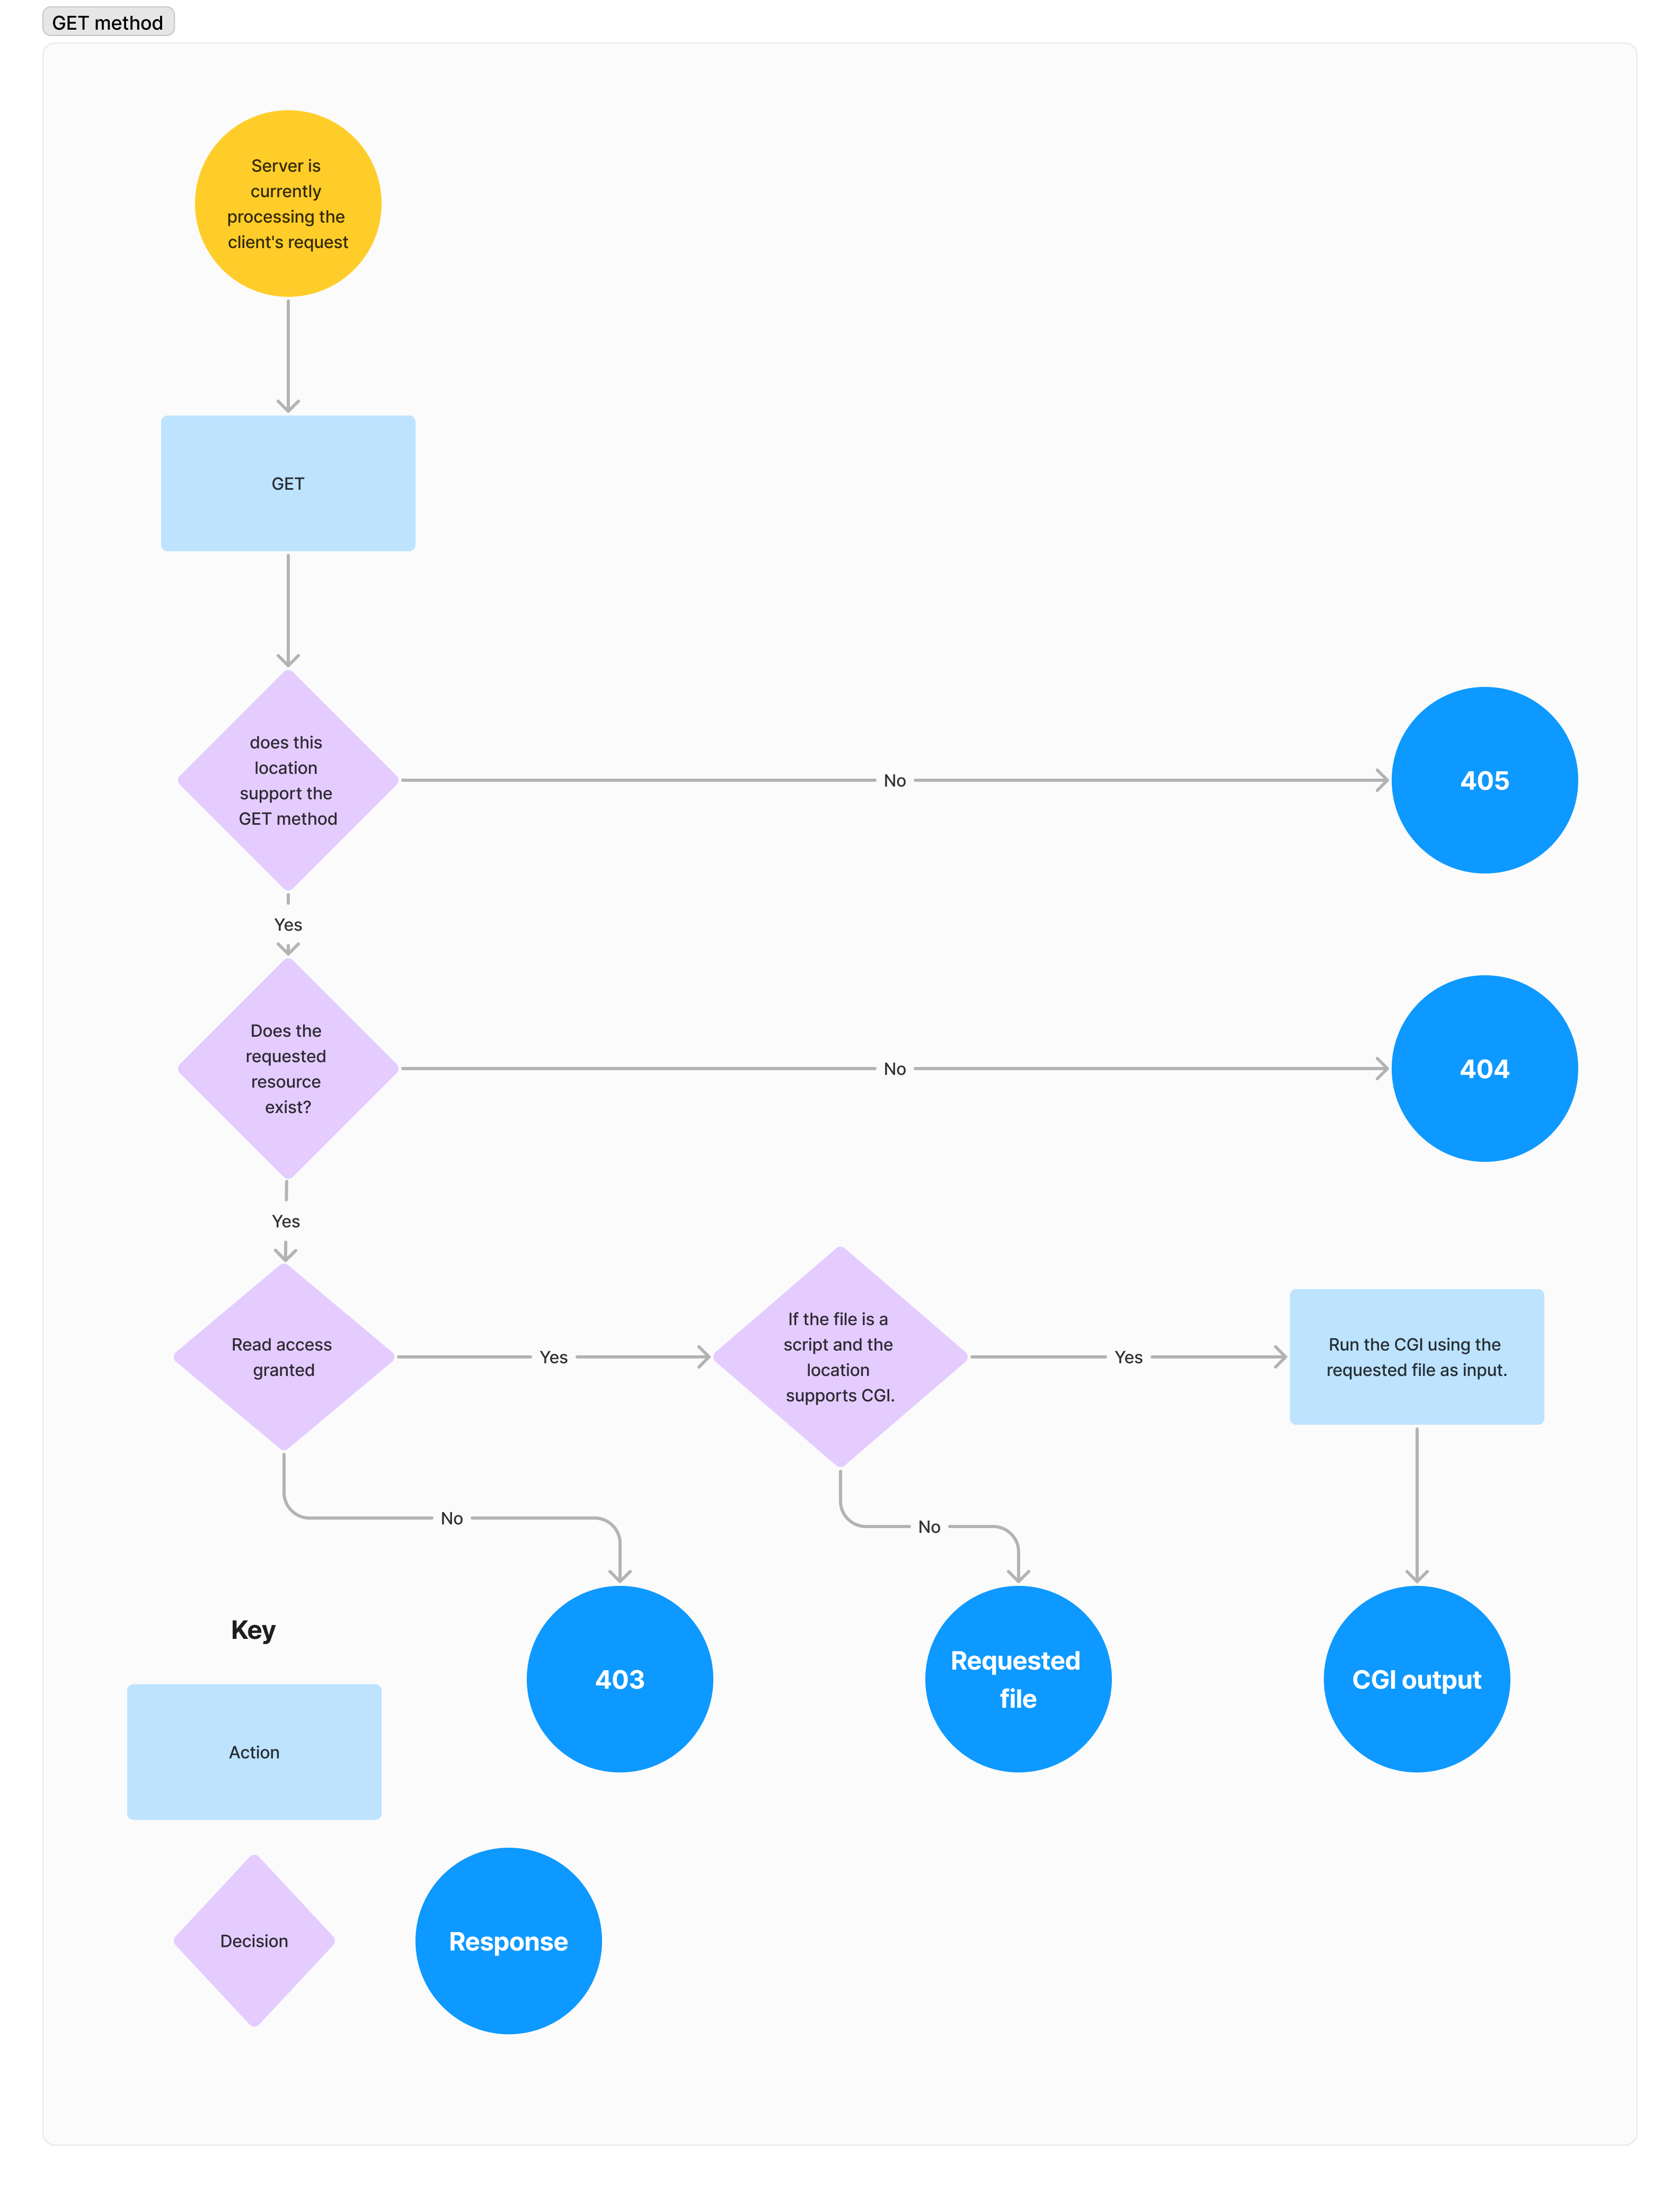 GET method
Server is
currently
processing the
client's request
GET
does this
location
support the
GET method
No
405
Yes
Does the
requested
resource
exist?
No
404
Yes
Read access
granted
Yes
If the file is a
script and the
location
supports CGI.
Yes
Run the CGI using the
requested file as input.
No
No
403
Requested
file
CGI output
Key
Action
Decision
Response